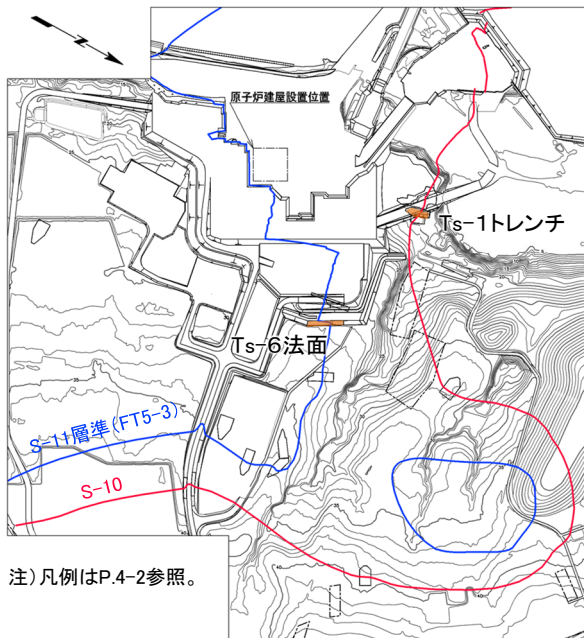 N
原子炉建屋設置位置
Ts-1トレンチ
Ts-6法面
S-11層準(FT5-3)
S-10
注)凡例はP.4-2参照。